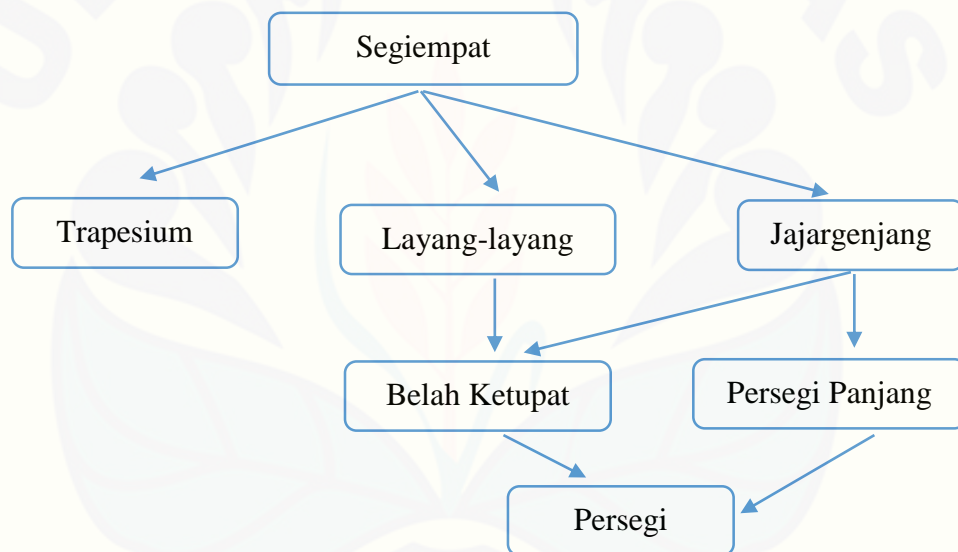 Segiempat
Trapesium
Layang-layang
Jajargenjang
Belah Ketupat
Persegi Panjang
Persegi